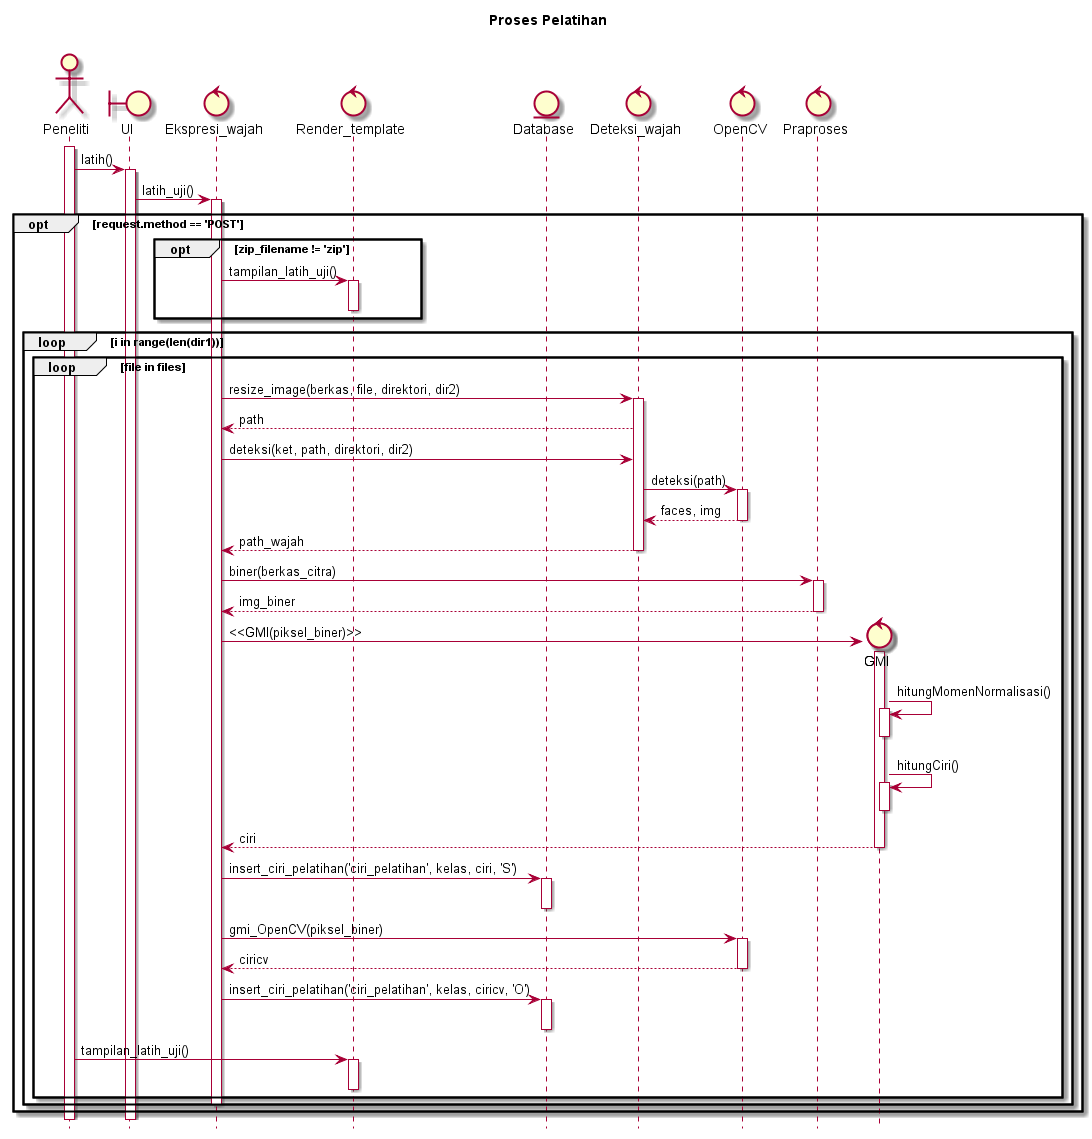 Proses Pelatihan
Peneliti
UI
Ekspresi_wajah
Render_template
Database
Deteksi_wajah
OpenCV
Praproses
latih()
latih_uji()
opt
[request.method == 'POST']
opt
[zip_filename != 'zip']
tampilan_latih_uji()
loop
[i in range(len(dir1))]
loop
[file in files]
resize_image(berkas, file, direktori, dir2)
path
deteksi(ket, path, direktori, dir2)
deteksi(path)
faces, img
path_wajah
biner(berkas_citra)
img_biner
<<GMI(piksel_biner)>>
GMI
hitungMomenNormalisasi()
hitungCiri()
ciri
insert_ciri_pelatihan('ciri_pelatihan', kelas, ciri, 'S')
gmi_OpenCV(piksel_biner)
ciricv
insert_ciri_pelatihan('ciri_pelatihan', kelas, ciricv, 'O')
tampilan_latih_uji()